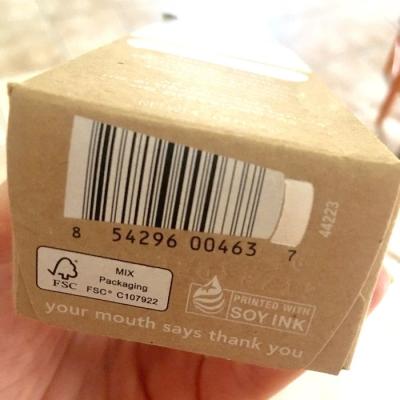 8 54296 00463 7
44223
FSC
MIX
Packaging
FSC® C107922
PRINTED WITH
SOY INK
your mouth says thank you